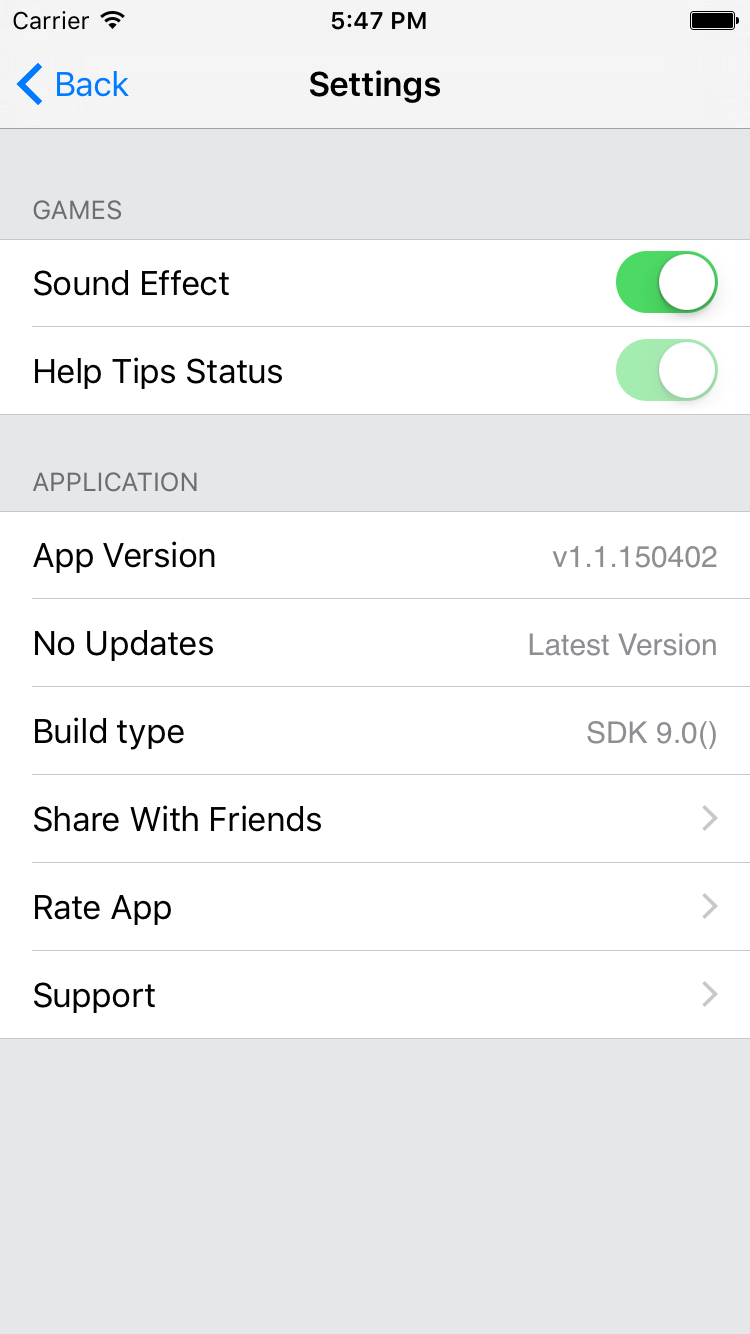 Carrier 5:47 PM
Back Settings
GAMES
Sound Effect
Help Tips Status
APPLICATION
App Version v1.1.150402
No Updates Latest Version
Build type SDK 9.0()
Share With Friends
Rate App
Support